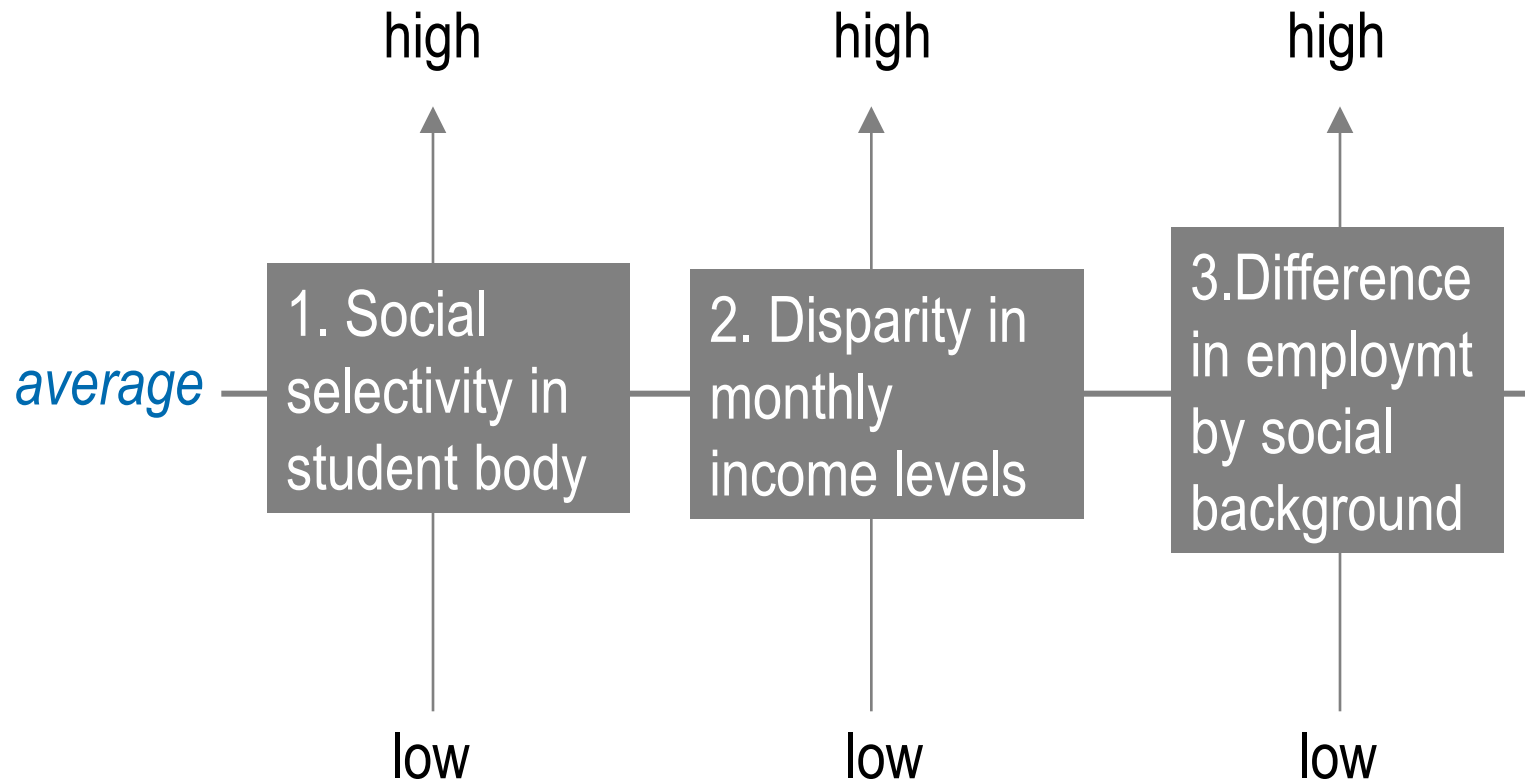 high
high
high
1. Social
selectivity in
student body
2. Disparity in
monthly
income levels
3.Difference
in employmt
by social
background
average
low
low
low